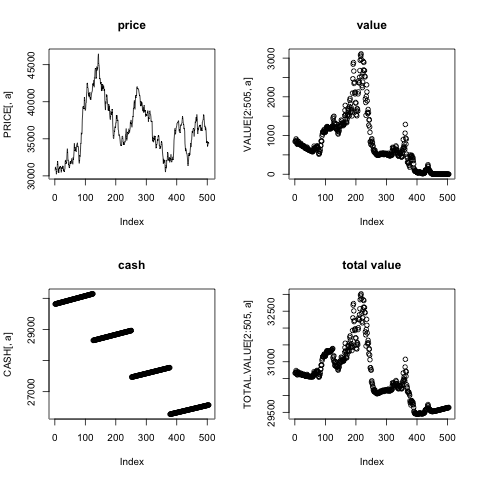 price
PRICE[, a]
45000
40000
35000
30000
0 100 200 300 400 500
Index
value
VALUE[2:505, a]
3000
2000
1000
0
0 100 200 300 400 500
Index
cash
CASH[, a]
29000
27000
0 100 200 300 400 500
Index
total value
TOTAL.VALUE[2:505, a]
32500
31000
29500
0 100 200 300 400 500
Index